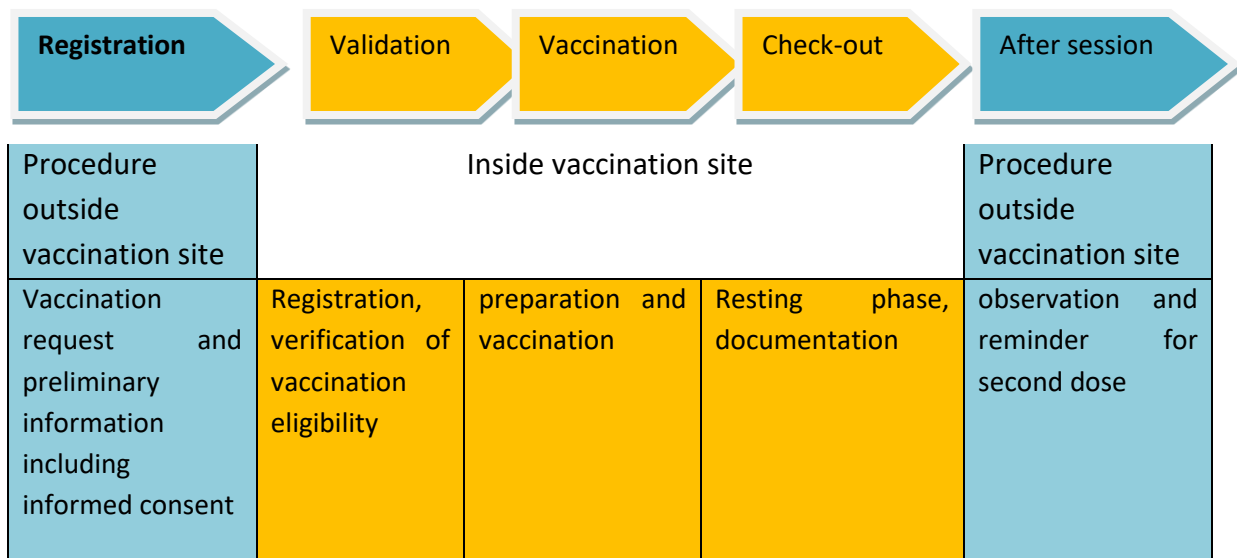 Registration
Validation
Vaccination
Check-out
After session
Procedure
outside
vaccination site
Inside vaccination site
Procedure
outside
vaccination site
Vaccination
request and
preliminary
information
including
informed consent
Registration,
verification of
vaccination
eligibility
preparation and
vaccination
Resting phase,
documentation
observation and
reminder for
second dose